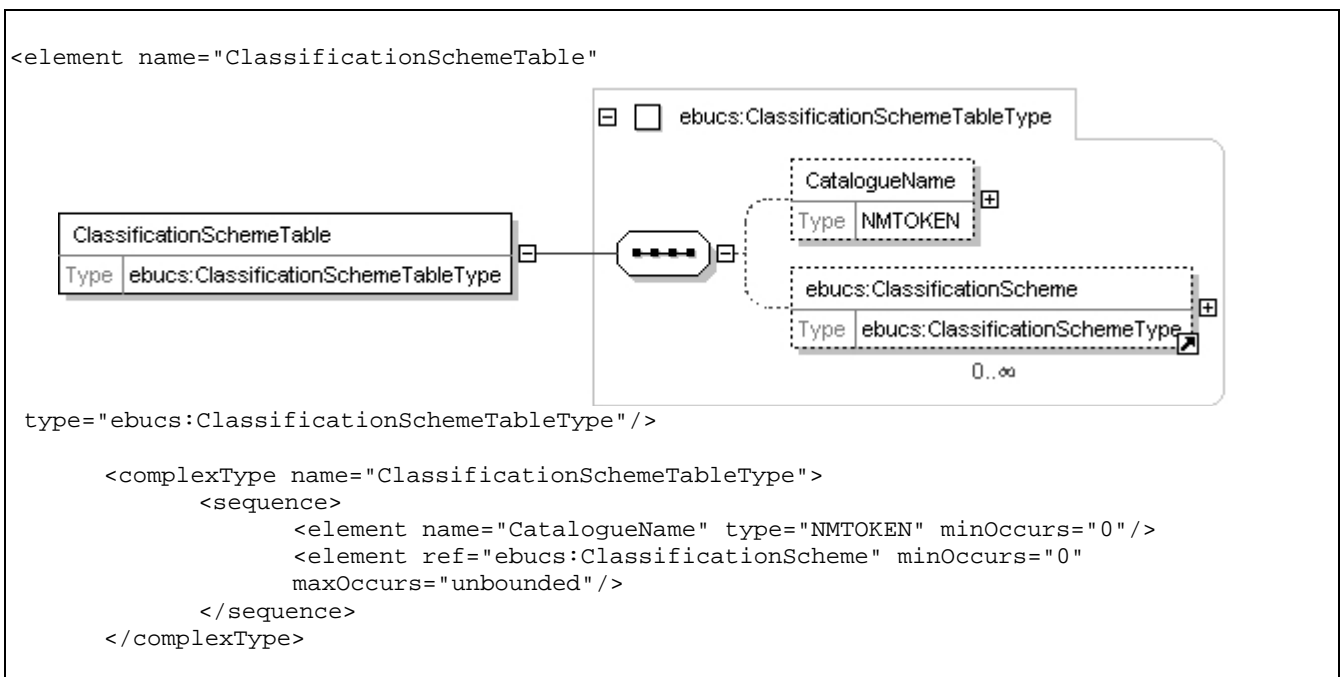 <element name="ClassificationSchemeTable"
ebucs:ClassificationSchemeTableType
CatalogueName
Type NMTOKEN
ClassificationSchemeTable
Type ebucs:ClassificationSchemeTableType
ebucs:ClassificationScheme
Type ebucs:ClassificationSchemeType
0..∞
type="ebucs:ClassificationSchemeTableType"/>
<complexType name="ClassificationSchemeTableType">
<sequence>
<element name="CatalogueName" type="NMTOKEN" minOccurs="0"/>
<element ref="ebucs:ClassificationScheme" minOccurs="0"
maxOccurs="unbounded"/>
</sequence>
</complexType>